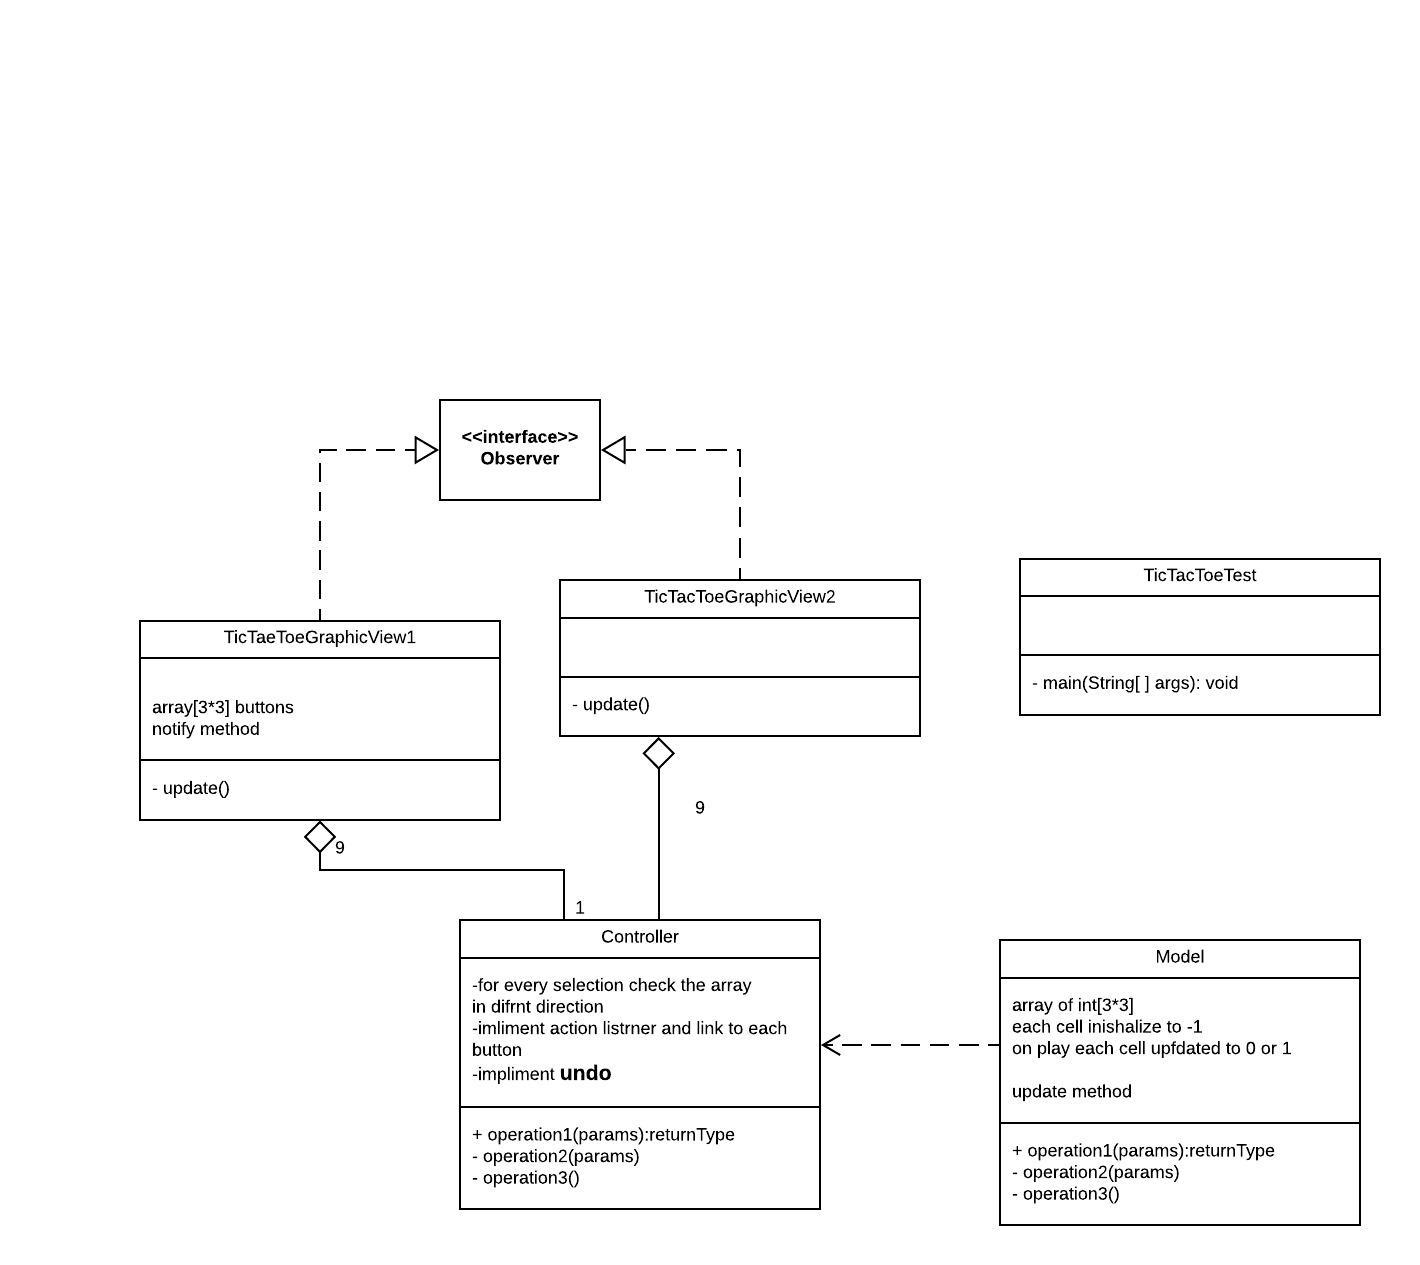 <<interface>>
Observer
TicTaeToeGraphicView1
array[3*3] buttons
notify method
- update()
TicTacToeGraphicView2
- update()
TicTacToeTest
- main(String[ ] args): void
9
9
1
Controller
-for every selection check the array
in difrnt direction
-imliment action listrner and link to each
button
-impliment undo
+ operation1(params):returnType
- operation2(params)
- operation3()
Model
array of int[3*3]
each cell inishalize to -1
on play each cell upfdated to 0 or 1
update method
+ operation1(params):returnType
- operation2(params)
- operation3()